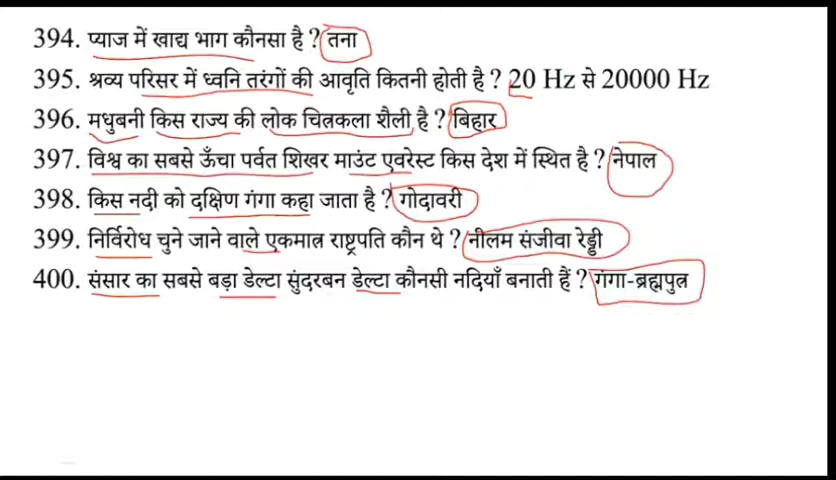 394. प्याज में खाद्य भाग कौनसा है ? तना
395. श्रव्य परिसर में ध्वनि तरंगों की आवृति कितनी होती है ? 20 Hz से 20000 Hz
396. मधुबनी किस राज्य की लोक चित्रकला शैली है ? बिहार
397. विश्व का सबसे ऊँचा पर्वत शिखर माउंट एवरेस्ट किस देश में स्थित है ? नेपाल
398. किस नदी को दक्षिण गंगा कहा जाता है ? गोदावरी
399. निर्विरोध चुने जाने वाले एकमात्र राष्ट्रपति कौन थे ? नीलम संजीवा रेड्डी
400. संसार का सबसे बड़ा डेल्टा सुंदरबन डेल्टा कौनसी नदियाँ बनाती हैं ? गंगा-ब्रह्मपुत्र